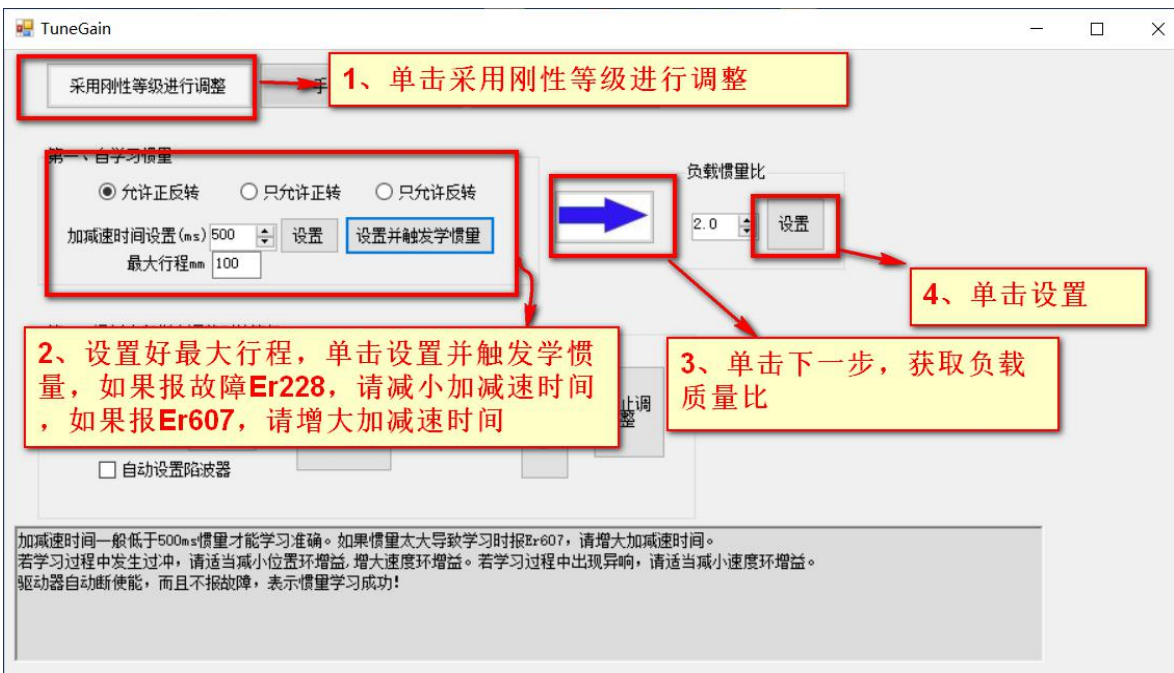 TuneGain
采用刚性等级进行调整
手
1、单击采用刚性等级进行调整
第一、自学习惯量
允许正反转
只允许正转
只允许反转
加减速时间设置(ms)
500
设置
设置并触发学惯量
最大行程mm
100
负载惯量比
2.0
设置
4、单击设置
2、设置好最大行程，单击设置并触发学惯
量，如果报故障Er228，请减小加减速时间
，如果报Er607，请增大加减速时间
3、单击下一步，获取负载
质量比
止调
整
自动设置陷波器
加减速时间一般低于500ms惯量才能学习准确。如果惯量太大导致学习时报Er607，请增大加减速时间。
若学习过程中发生过冲，请适当减小位置环增益,增大速度环增益。若学习过程中出现异响，请适当减小速度环增益。
驱动器自动断使能，而且不报故障，表示惯量学习成功!